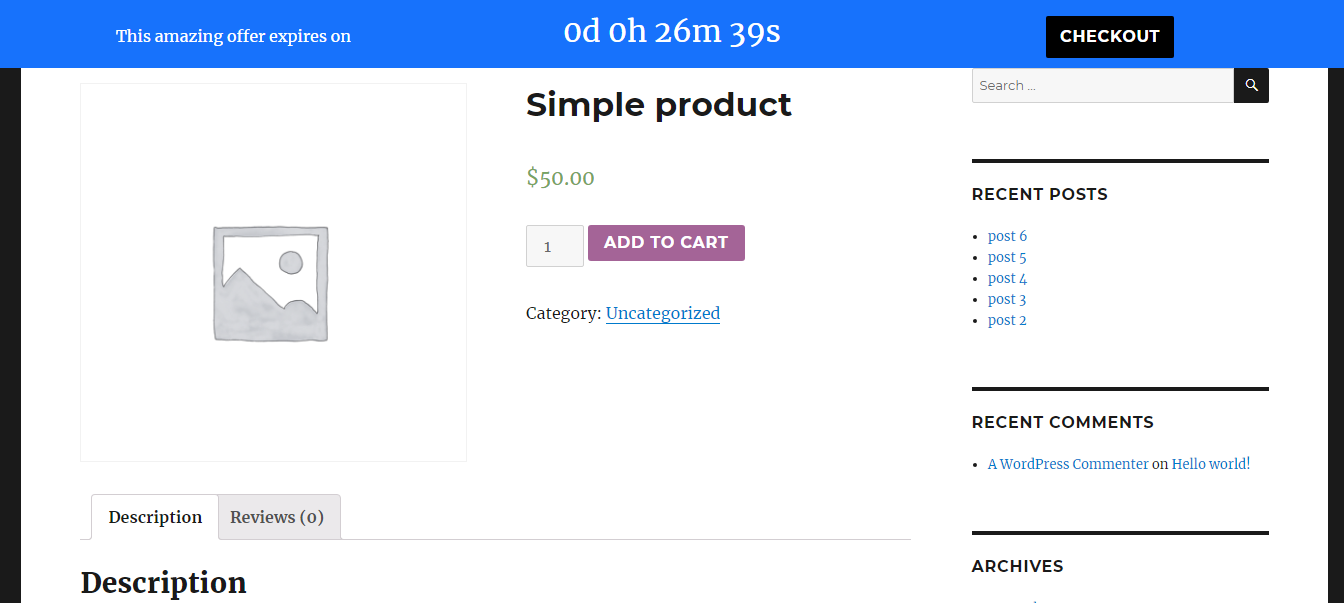 This amazing offer expires on
0d 0h 26m 39s
CHECKOUT
Simple product
$50.00
1
ADD TO CART
Category: Uncategorized
Description
Reviews (0)
Description
Search ...
RECENT POSTS
post 6
post 5
post 4
post 3
post 2
RECENT COMMENTS
A WordPress Commenter on Hello world!
ARCHIVES